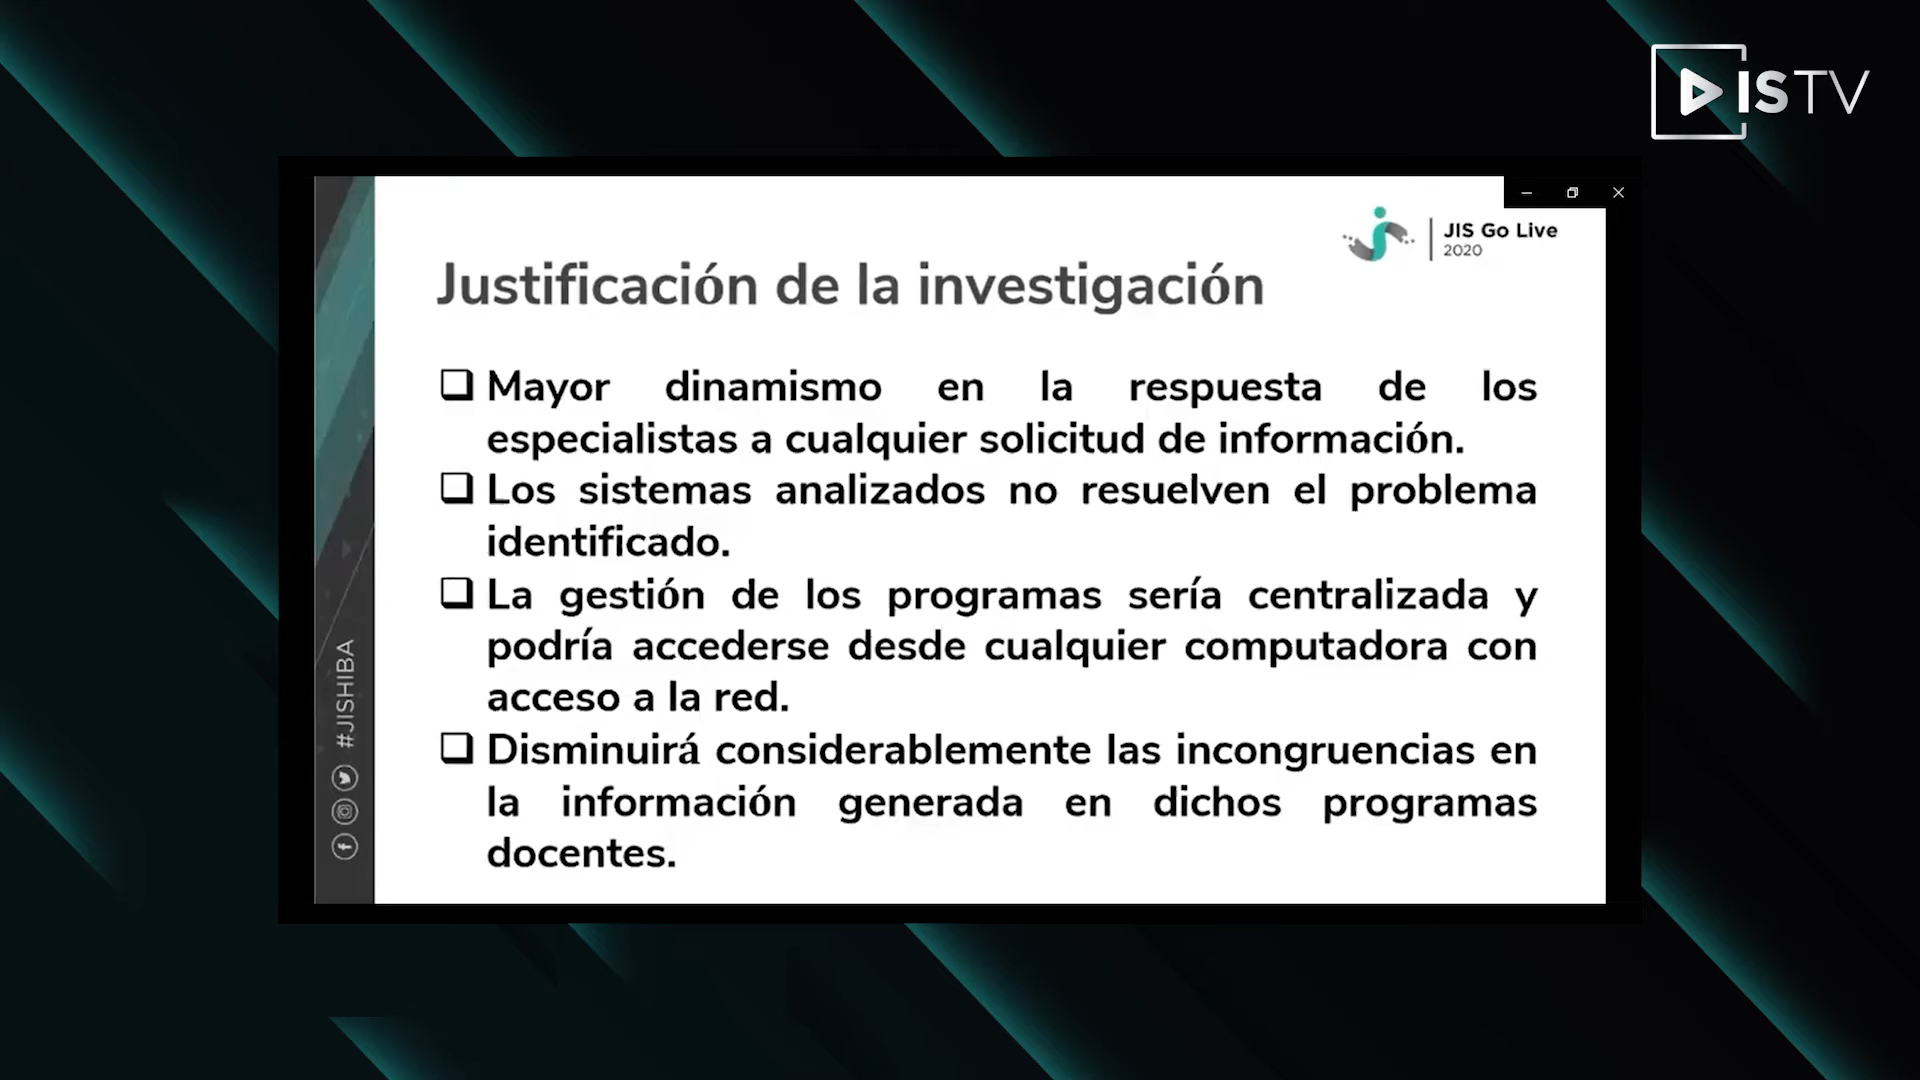 ISTV
JIS Go Live
2020
Justificación de la investigación
Mayor dinamismo en la respuesta de los
especialistas a cualquier solicitud de información.
Los sistemas analizados no resuelven el problema
identificado.
La gestión de los programas sería centralizada y
podría accederse desde cualquier computadora con
acceso a la red.
Disminuirá considerablemente las incongruencias en
la información generada en dichos programas
docentes.
#JISHIBA